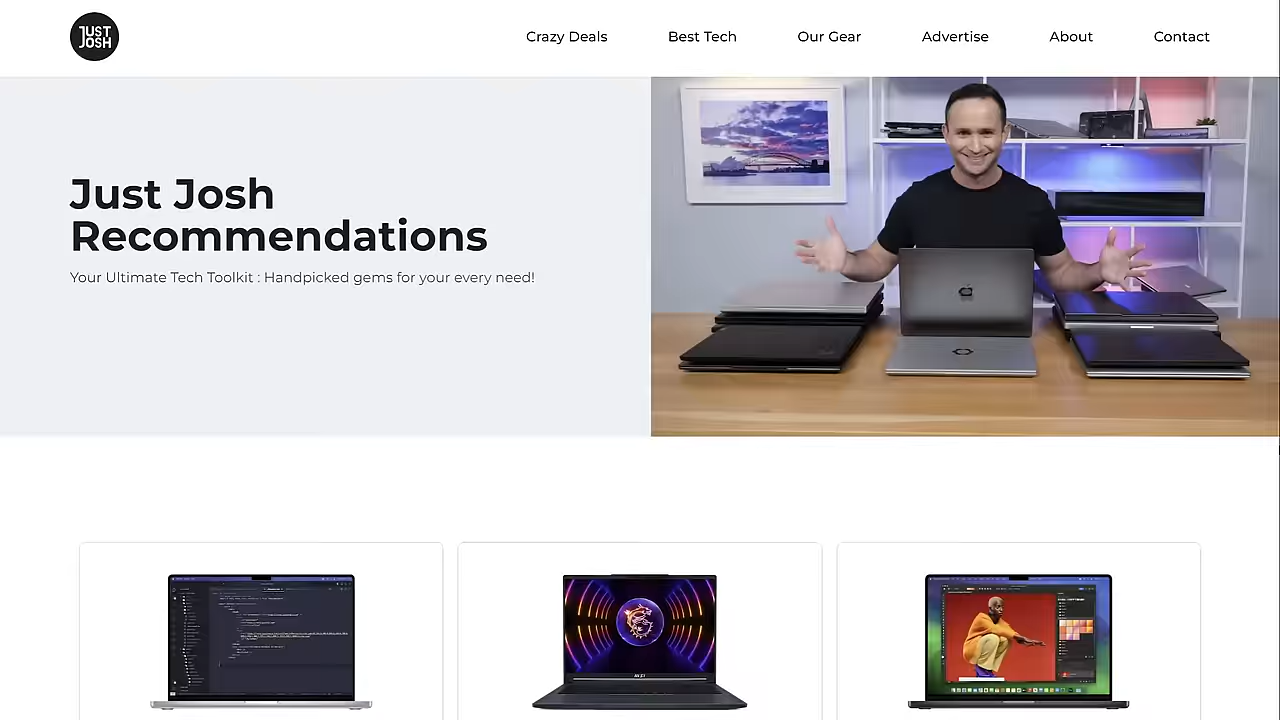 JUST
JOSH
Crazy Deals
Best Tech
Our Gear
Advertise
About
Contact
Just Josh
Recommendations
Your Ultimate Tech Toolkit : Handpicked gems for your every need!
msi